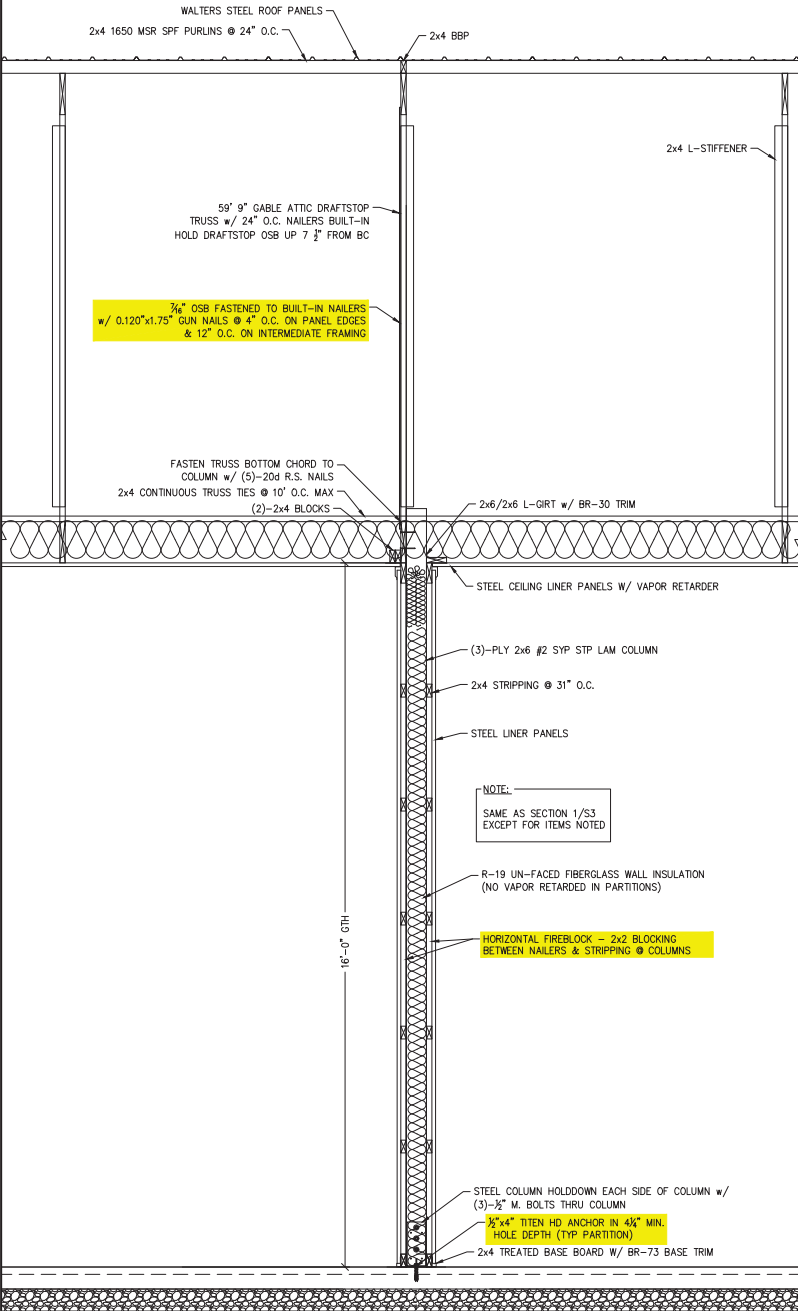 WALTERS STEEL ROOF PANELS
2x4 1650 MSR SPF PURLINS @ 24" O.C.
2x4 BBP
2x4 L-STIFFENER
59' 9" GABLE ATTIC DRAFTSTOP
TRUSS w/ 24" O.C. NAILERS BUILT-IN
HOLD DRAFTSTOP OSB UP 7 1/2" FROM BC
7/16" OSB FASTENED TO BUILT-IN NAILERS
w/ 0.120"x1.75" GUN NAILS @ 4" O.C. ON PANEL EDGES
& 12" O.C. ON INTERMEDIATE FRAMING
FASTEN TRUSS BOTTOM CHORD TO
COLUMN w/ (5)-20d R.S. NAILS
2x4 CONTINUOUS TRUSS TIES @ 10' O.C. MAX
(2)-2x4 BLOCKS
2x6/2x6 L-GIRT w/ BR-30 TRIM
STEEL CEILING LINER PANELS W/ VAPOR RETARDER
(3)-PLY 2x6 #2 SYP STP LAM COLUMN
2x4 STRIPPING @ 31" O.C.
STEEL LINER PANELS
NOTE:
SAME AS SECTION 1/S3
EXCEPT FOR ITEMS NOTED
R-19 UN-FACED FIBERGLASS WALL INSULATION
(NO VAPOR RETARDED IN PARTITIONS)
16'-0" GTH
HORIZONTAL FIREBLOCK - 2x2 BLOCKING
BETWEEN NAILERS & STRIPPING @ COLUMNS
STEEL COLUMN HOLDDOWN EACH SIDE OF COLUMN w/
(3)-1/2" M. BOLTS THRU COLUMN
1/2"x4" TITEN HD ANCHOR IN 4 1/4" MIN.
HOLE DEPTH (TYP PARTITION)
2x4 TREATED BASE BOARD W/ BR-73 BASE TRIM